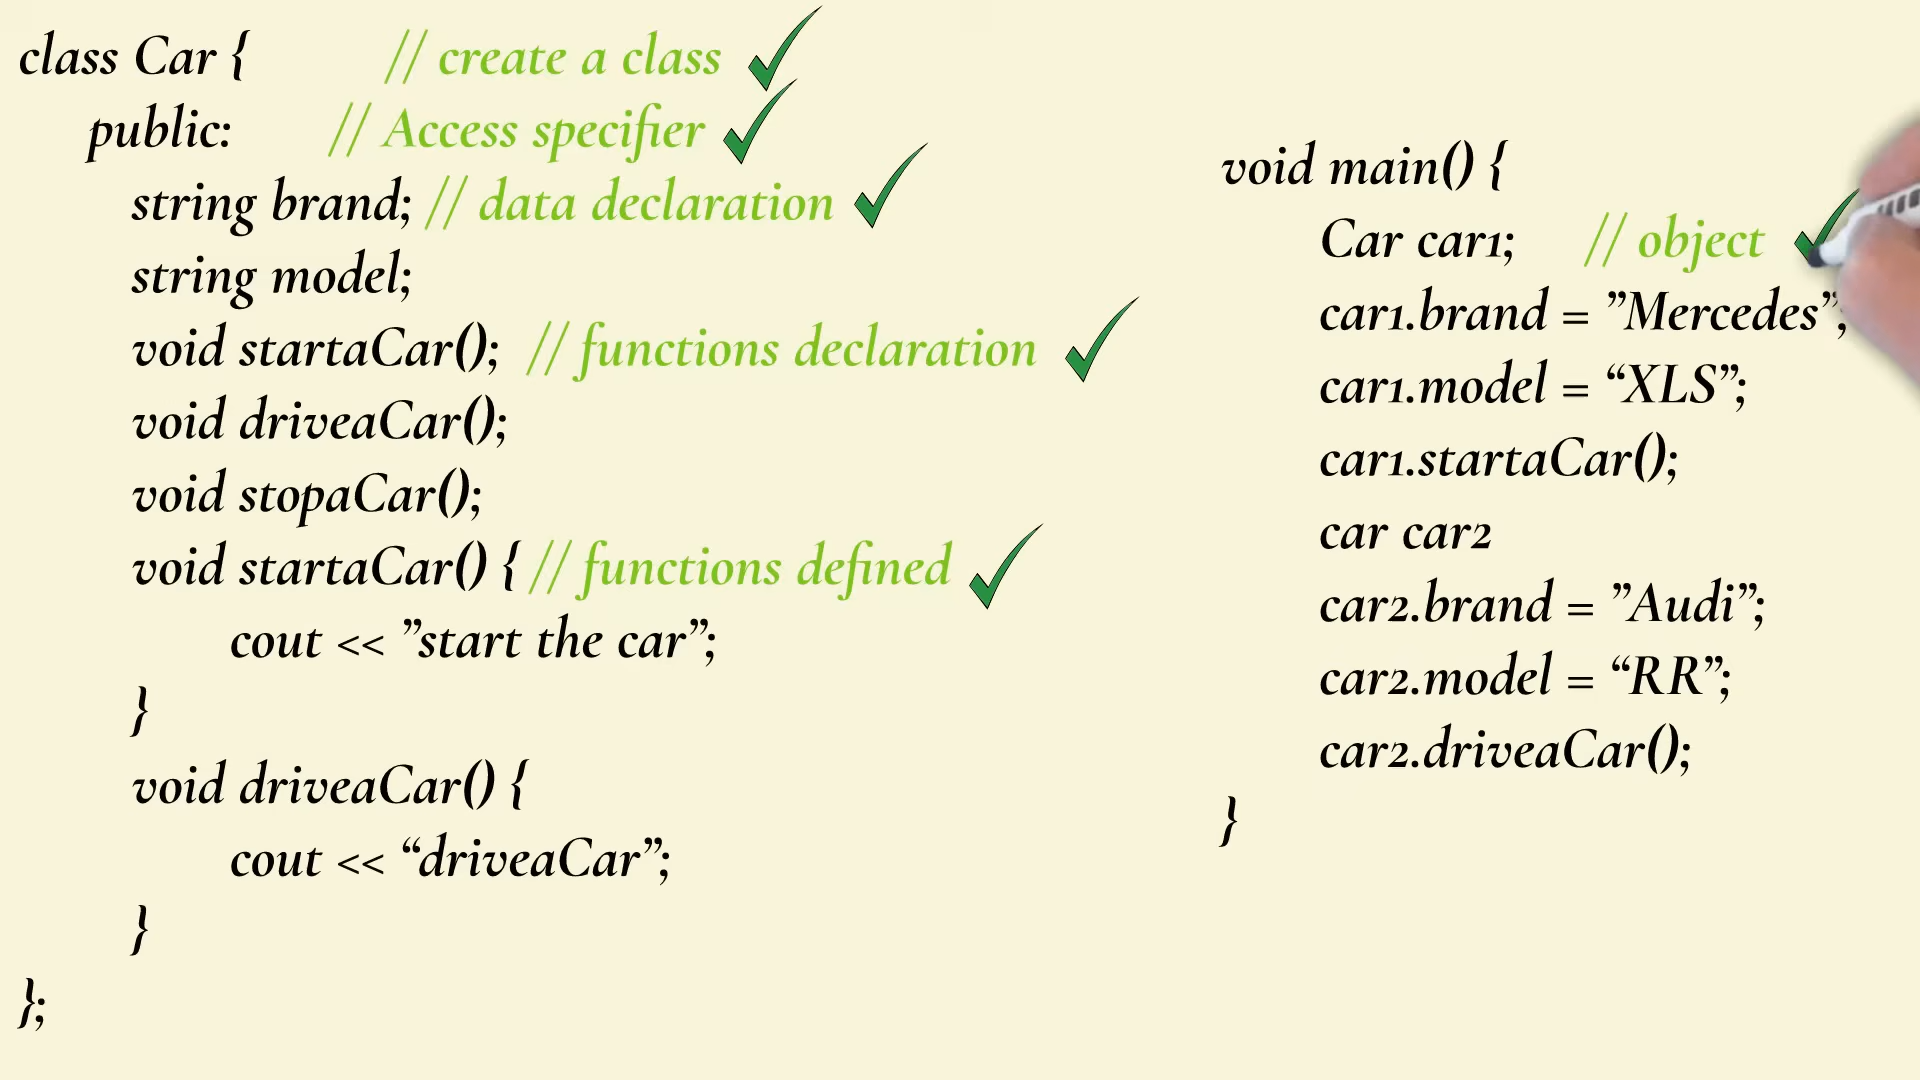 class Car { // create a class
public: // Access specifier
string brand; // data declaration
string model;
void startaCar(); // functions declaration
void driveaCar();
void stopaCar();
void startaCar() { // functions defined
cout << ”start the car”;
}
void driveaCar() {
cout << “driveaCar”;
}
};
void main() {
Car car1; // object
car1.brand = ”Mercedes”;
car1.model = “XLS”;
car1.startaCar();
car car2
car2.brand = ”Audi”;
car2.model = “RR”;
car2.driveaCar();
}